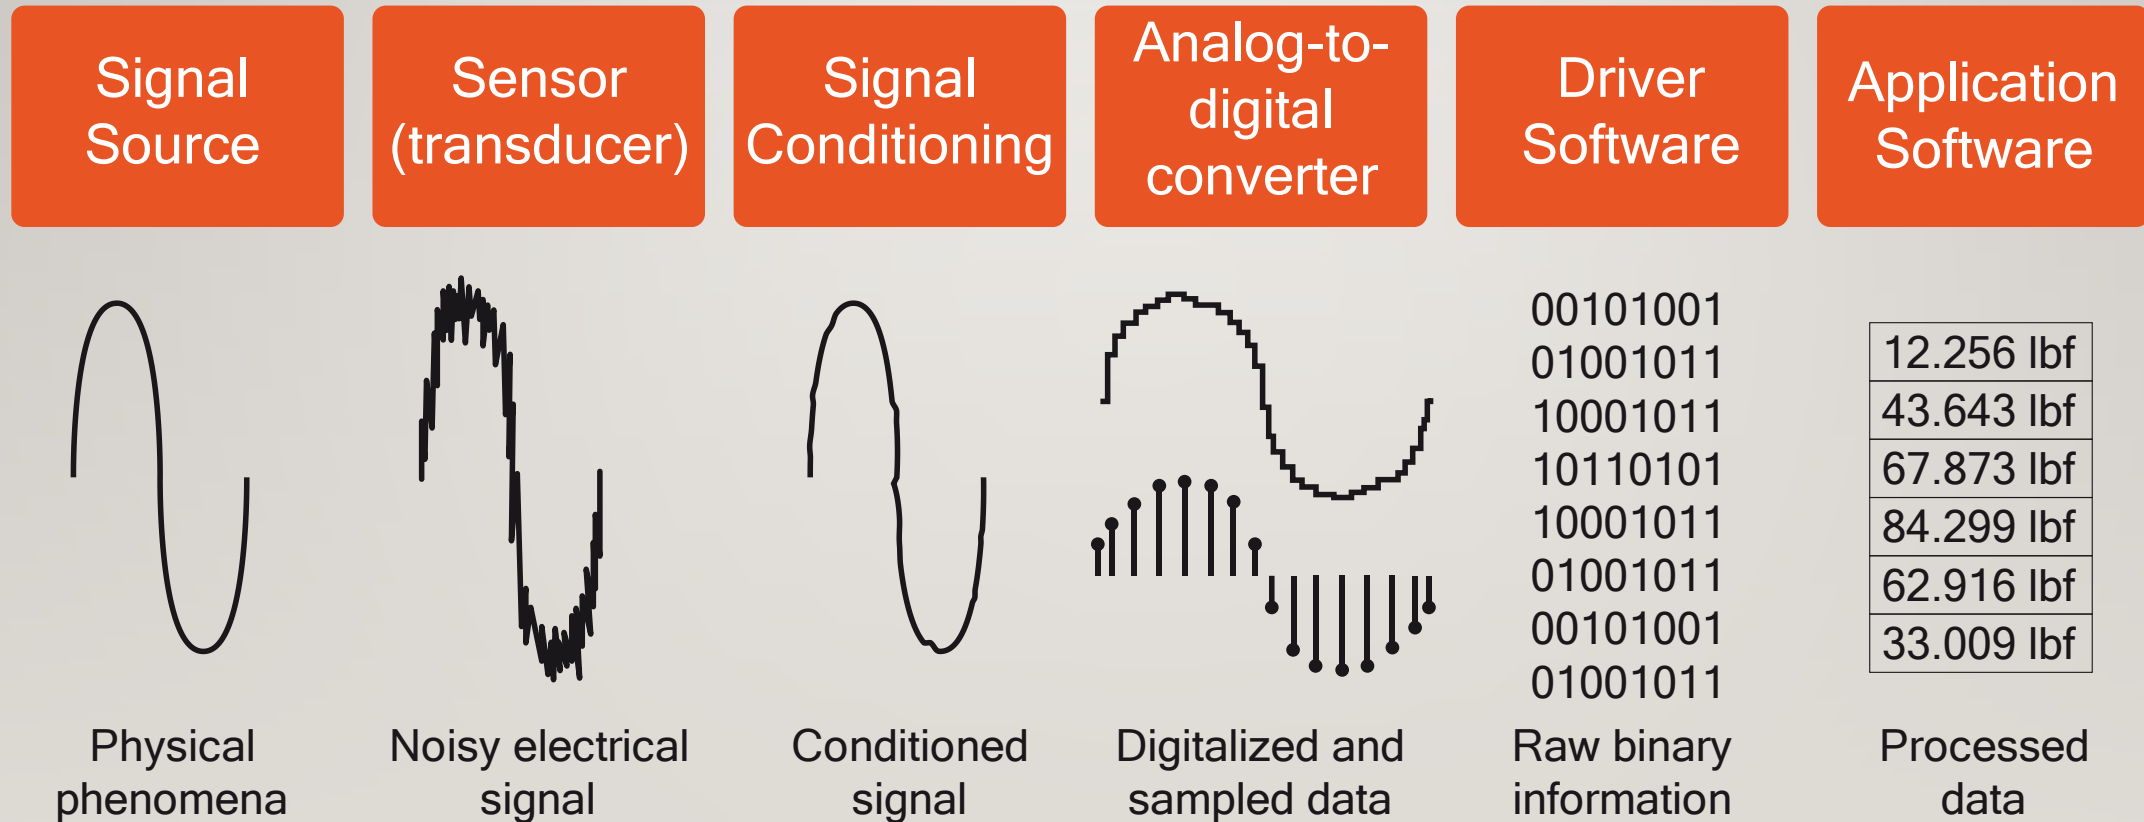 Signal
Source
Sensor
(transducer)
Signal
Conditioning
Analog-to-
digital
converter
Driver
Software
Application
Software
00101001
01001011
10001011
10110101
10001011
01001011
00101001
01001011
12.256 lbf
43.643 lbf
67.873 lbf
84.299 lbf
62.916 lbf
33.009 lbf
Physical
phenomena
Noisy electrical
signal
Conditioned
signal
Digitalized and
sampled data
Raw binary
information
Processed
data